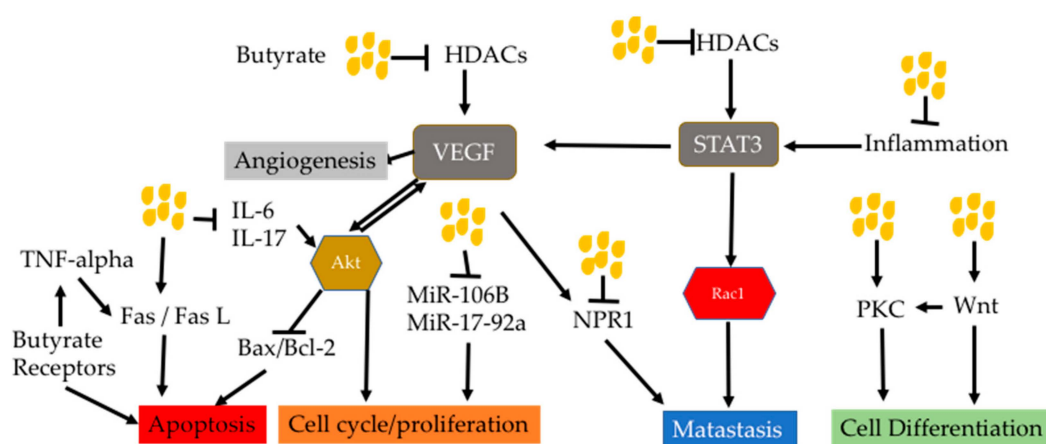 Butyrate
HDACs
HDACs
Angiogenesis
VEGF
STAT3
Inflammation
IL-6
IL-17
TNF-alpha
Akt
Fas / Fas L
MiR-106B
MiR-17-92a
NPR1
Rac1
PKC
Wnt
Butyrate
Receptors
Bax/Bcl-2
Apoptosis
Cell cycle/proliferation
Matastasis
Cell Differentiation